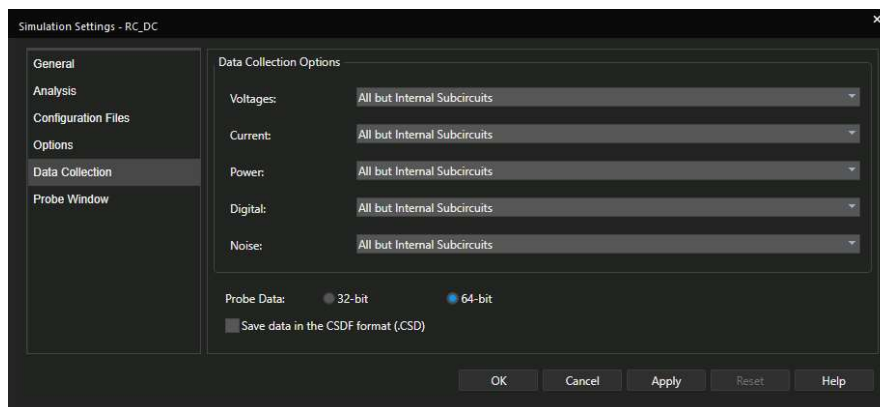 Simulation Settings - RC_DC
General
Analysis
Configuration Files
Options
Data Collection
Probe Window
Data Collection Options
Voltages: All but Internal Subcircuits
Current: All but Internal Subcircuits
Power: All but Internal Subcircuits
Digital: All but Internal Subcircuits
Noise: All but Internal Subcircuits
Probe Data: 32-bit 64-bit
Save data in the CSDF format (.CSD)
OK Cancel Apply Reset Help